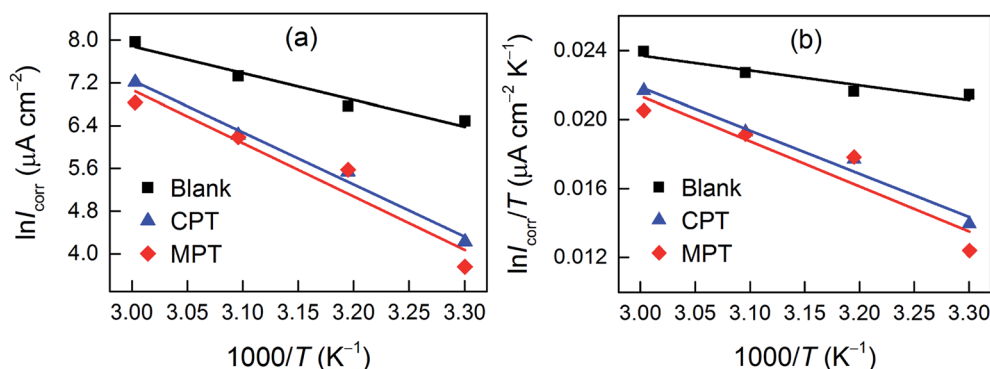 (a)
ln𝐼corr (μA cm⁻²)
8.0
7.2
6.4
5.6
4.8
4.0
Blank
CPT
MPT
3.00 3.05 3.10 3.15 3.20 3.25 3.30
1000/T (K⁻¹)
(b)
ln𝐼corr/T (μA cm⁻² K⁻¹)
0.024
0.020
0.016
0.012
Blank
CPT
MPT
3.00 3.05 3.10 3.15 3.20 3.25 3.30
1000/T (K⁻¹)